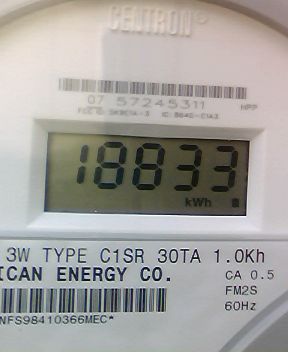 CENTRON
07 57245311 HPP
18833
kWh
3W TYPE C1SR 30TA 1.0Kh
ICAN ENERGY CO. CA 0.5
FM2S
60Hz
NFS98410366MEC*